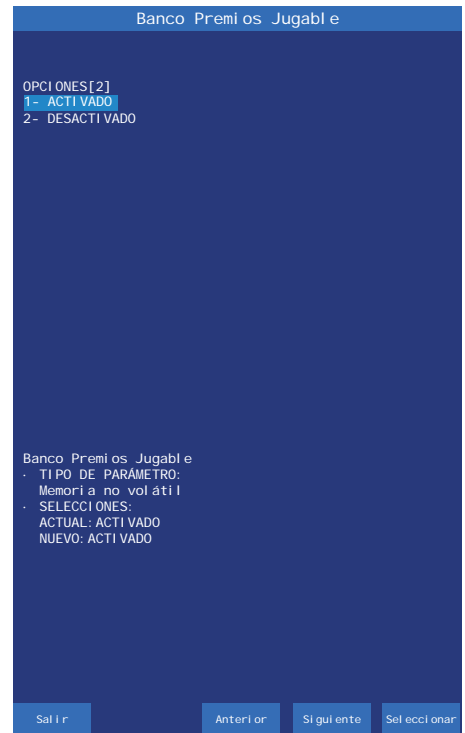 Banco Premios Jugable
OPCIONES[2]
1- ACTIVADO
2- DESACTIVADO
Banco Premios Jugable
· TIPO DE PARÁMETRO:
Memoria no volátil
· SELECCIONES:
ACTUAL: ACTIVADO
NUEVO: ACTIVADO
Salir Anterior Siguiente Seleccionar